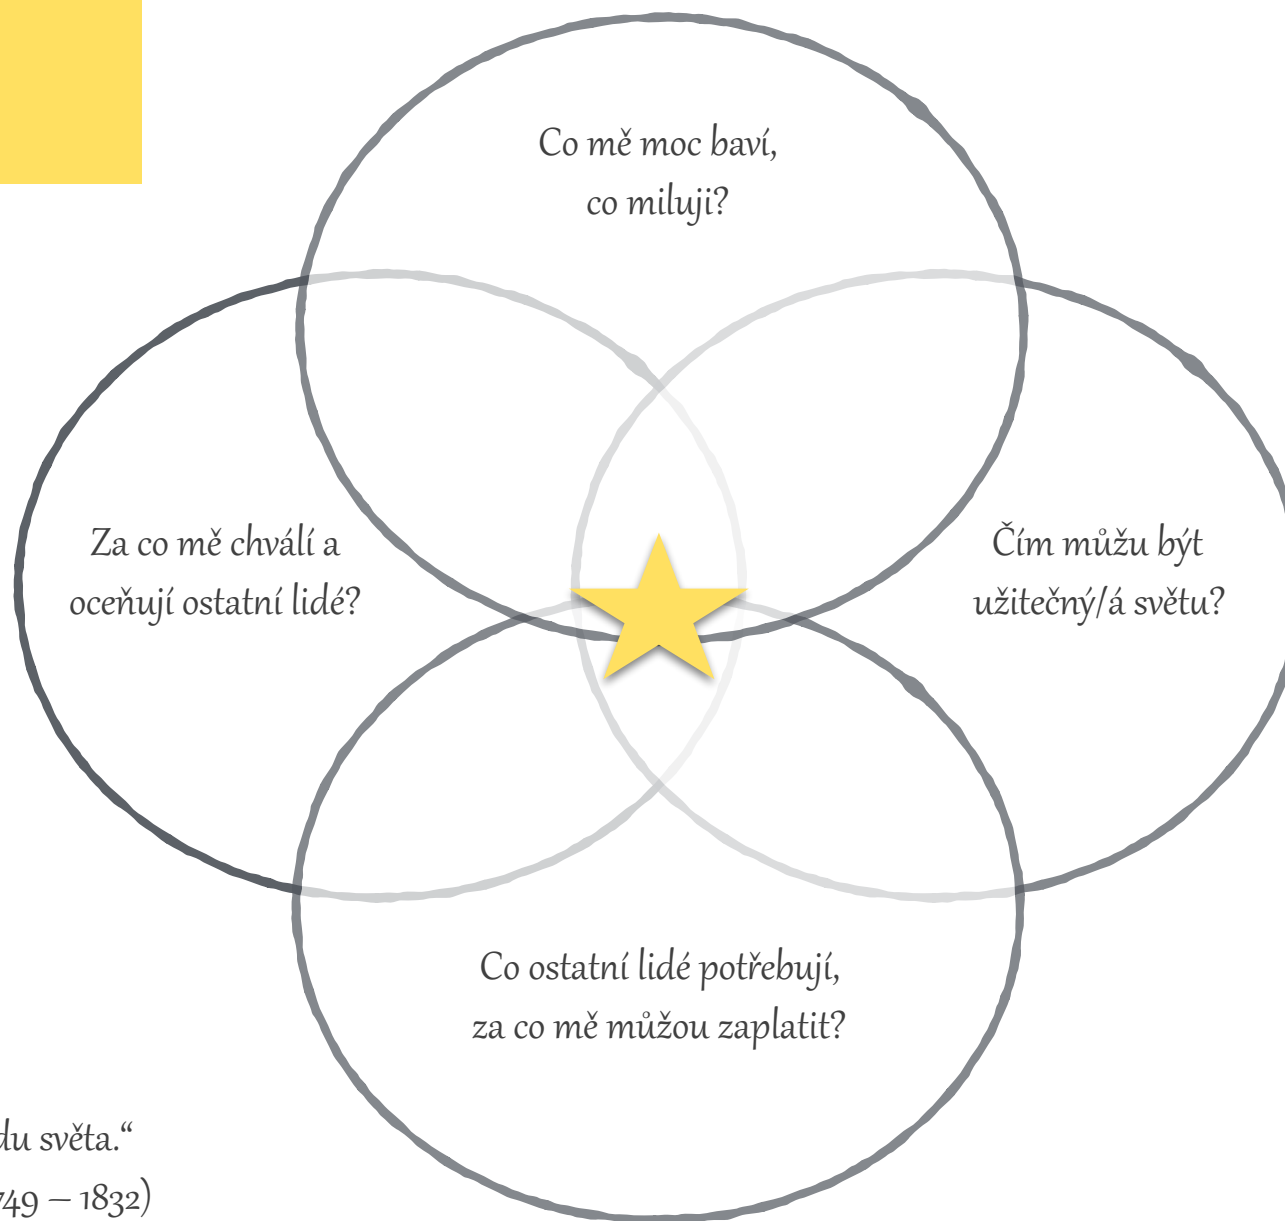 Co mě moc baví,
co miluji?
Za co mě chválí a
oceňují ostatní lidé?
Čím můžu být
užitečný/á světu?
Co ostatní lidé potřebují,
za co mě můžou zaplatit?
du světa.“
749 – 1832)